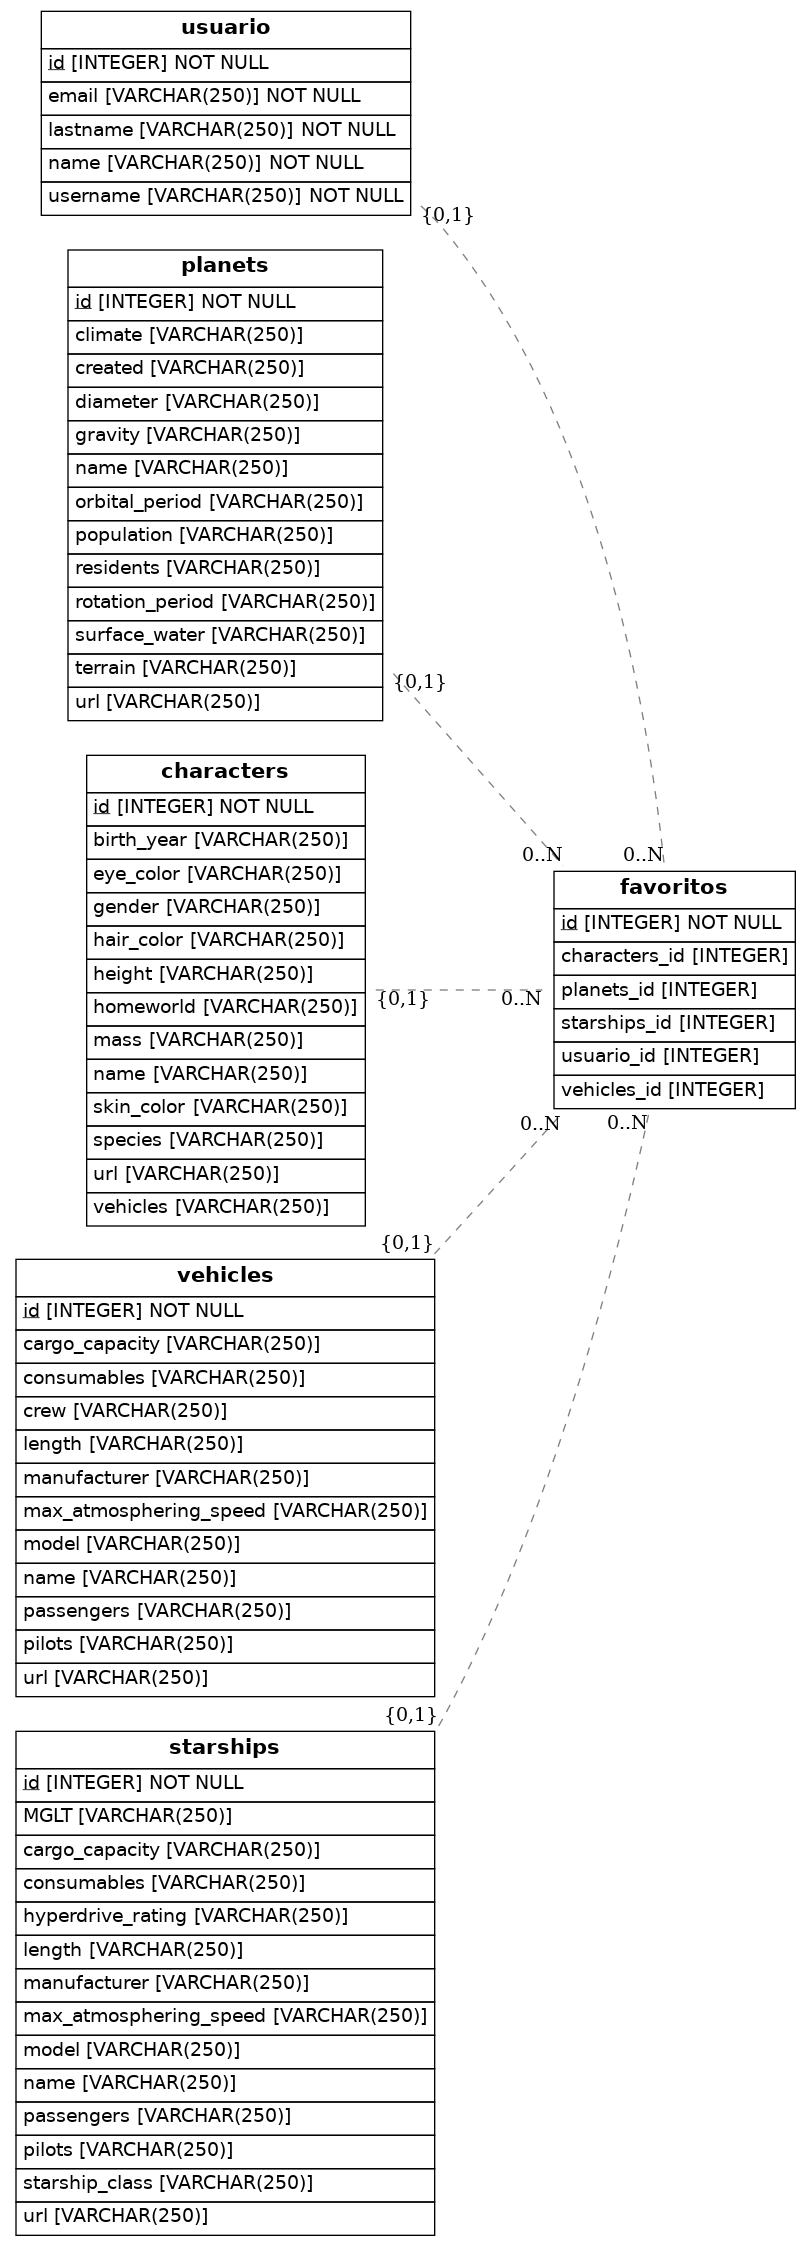 usuario
id [INTEGER] NOT NULL
email [VARCHAR(250)] NOT NULL
lastname [VARCHAR(250)] NOT NULL
name [VARCHAR(250)] NOT NULL
username [VARCHAR(250)] NOT NULL
{0,1}
planets
id [INTEGER] NOT NULL
climate [VARCHAR(250)]
created [VARCHAR(250)]
diameter [VARCHAR(250)]
gravity [VARCHAR(250)]
name [VARCHAR(250)]
orbital_period [VARCHAR(250)]
population [VARCHAR(250)]
residents [VARCHAR(250)]
rotation_period [VARCHAR(250)]
surface_water [VARCHAR(250)]
terrain [VARCHAR(250)]
url [VARCHAR(250)]
{0,1}
characters
id [INTEGER] NOT NULL
birth_year [VARCHAR(250)]
eye_color [VARCHAR(250)]
gender [VARCHAR(250)]
hair_color [VARCHAR(250)]
height [VARCHAR(250)]
homeworld [VARCHAR(250)]
mass [VARCHAR(250)]
name [VARCHAR(250)]
skin_color [VARCHAR(250)]
species [VARCHAR(250)]
url [VARCHAR(250)]
vehicles [VARCHAR(250)]
{0,1}
0..N
0..N
0..N
favoritos
id [INTEGER] NOT NULL
characters_id [INTEGER]
planets_id [INTEGER]
starships_id [INTEGER]
usuario_id [INTEGER]
vehicles_id [INTEGER]
0..N
0..N
{0,1}
vehicles
id [INTEGER] NOT NULL
cargo_capacity [VARCHAR(250)]
consumables [VARCHAR(250)]
crew [VARCHAR(250)]
length [VARCHAR(250)]
manufacturer [VARCHAR(250)]
max_atmosphering_speed [VARCHAR(250)]
model [VARCHAR(250)]
name [VARCHAR(250)]
passengers [VARCHAR(250)]
pilots [VARCHAR(250)]
url [VARCHAR(250)]
{0,1}
starships
id [INTEGER] NOT NULL
MGLT [VARCHAR(250)]
cargo_capacity [VARCHAR(250)]
consumables [VARCHAR(250)]
hyperdrive_rating [VARCHAR(250)]
length [VARCHAR(250)]
manufacturer [VARCHAR(250)]
max_atmosphering_speed [VARCHAR(250)]
model [VARCHAR(250)]
name [VARCHAR(250)]
passengers [VARCHAR(250)]
pilots [VARCHAR(250)]
starship_class [VARCHAR(250)]
url [VARCHAR(250)]